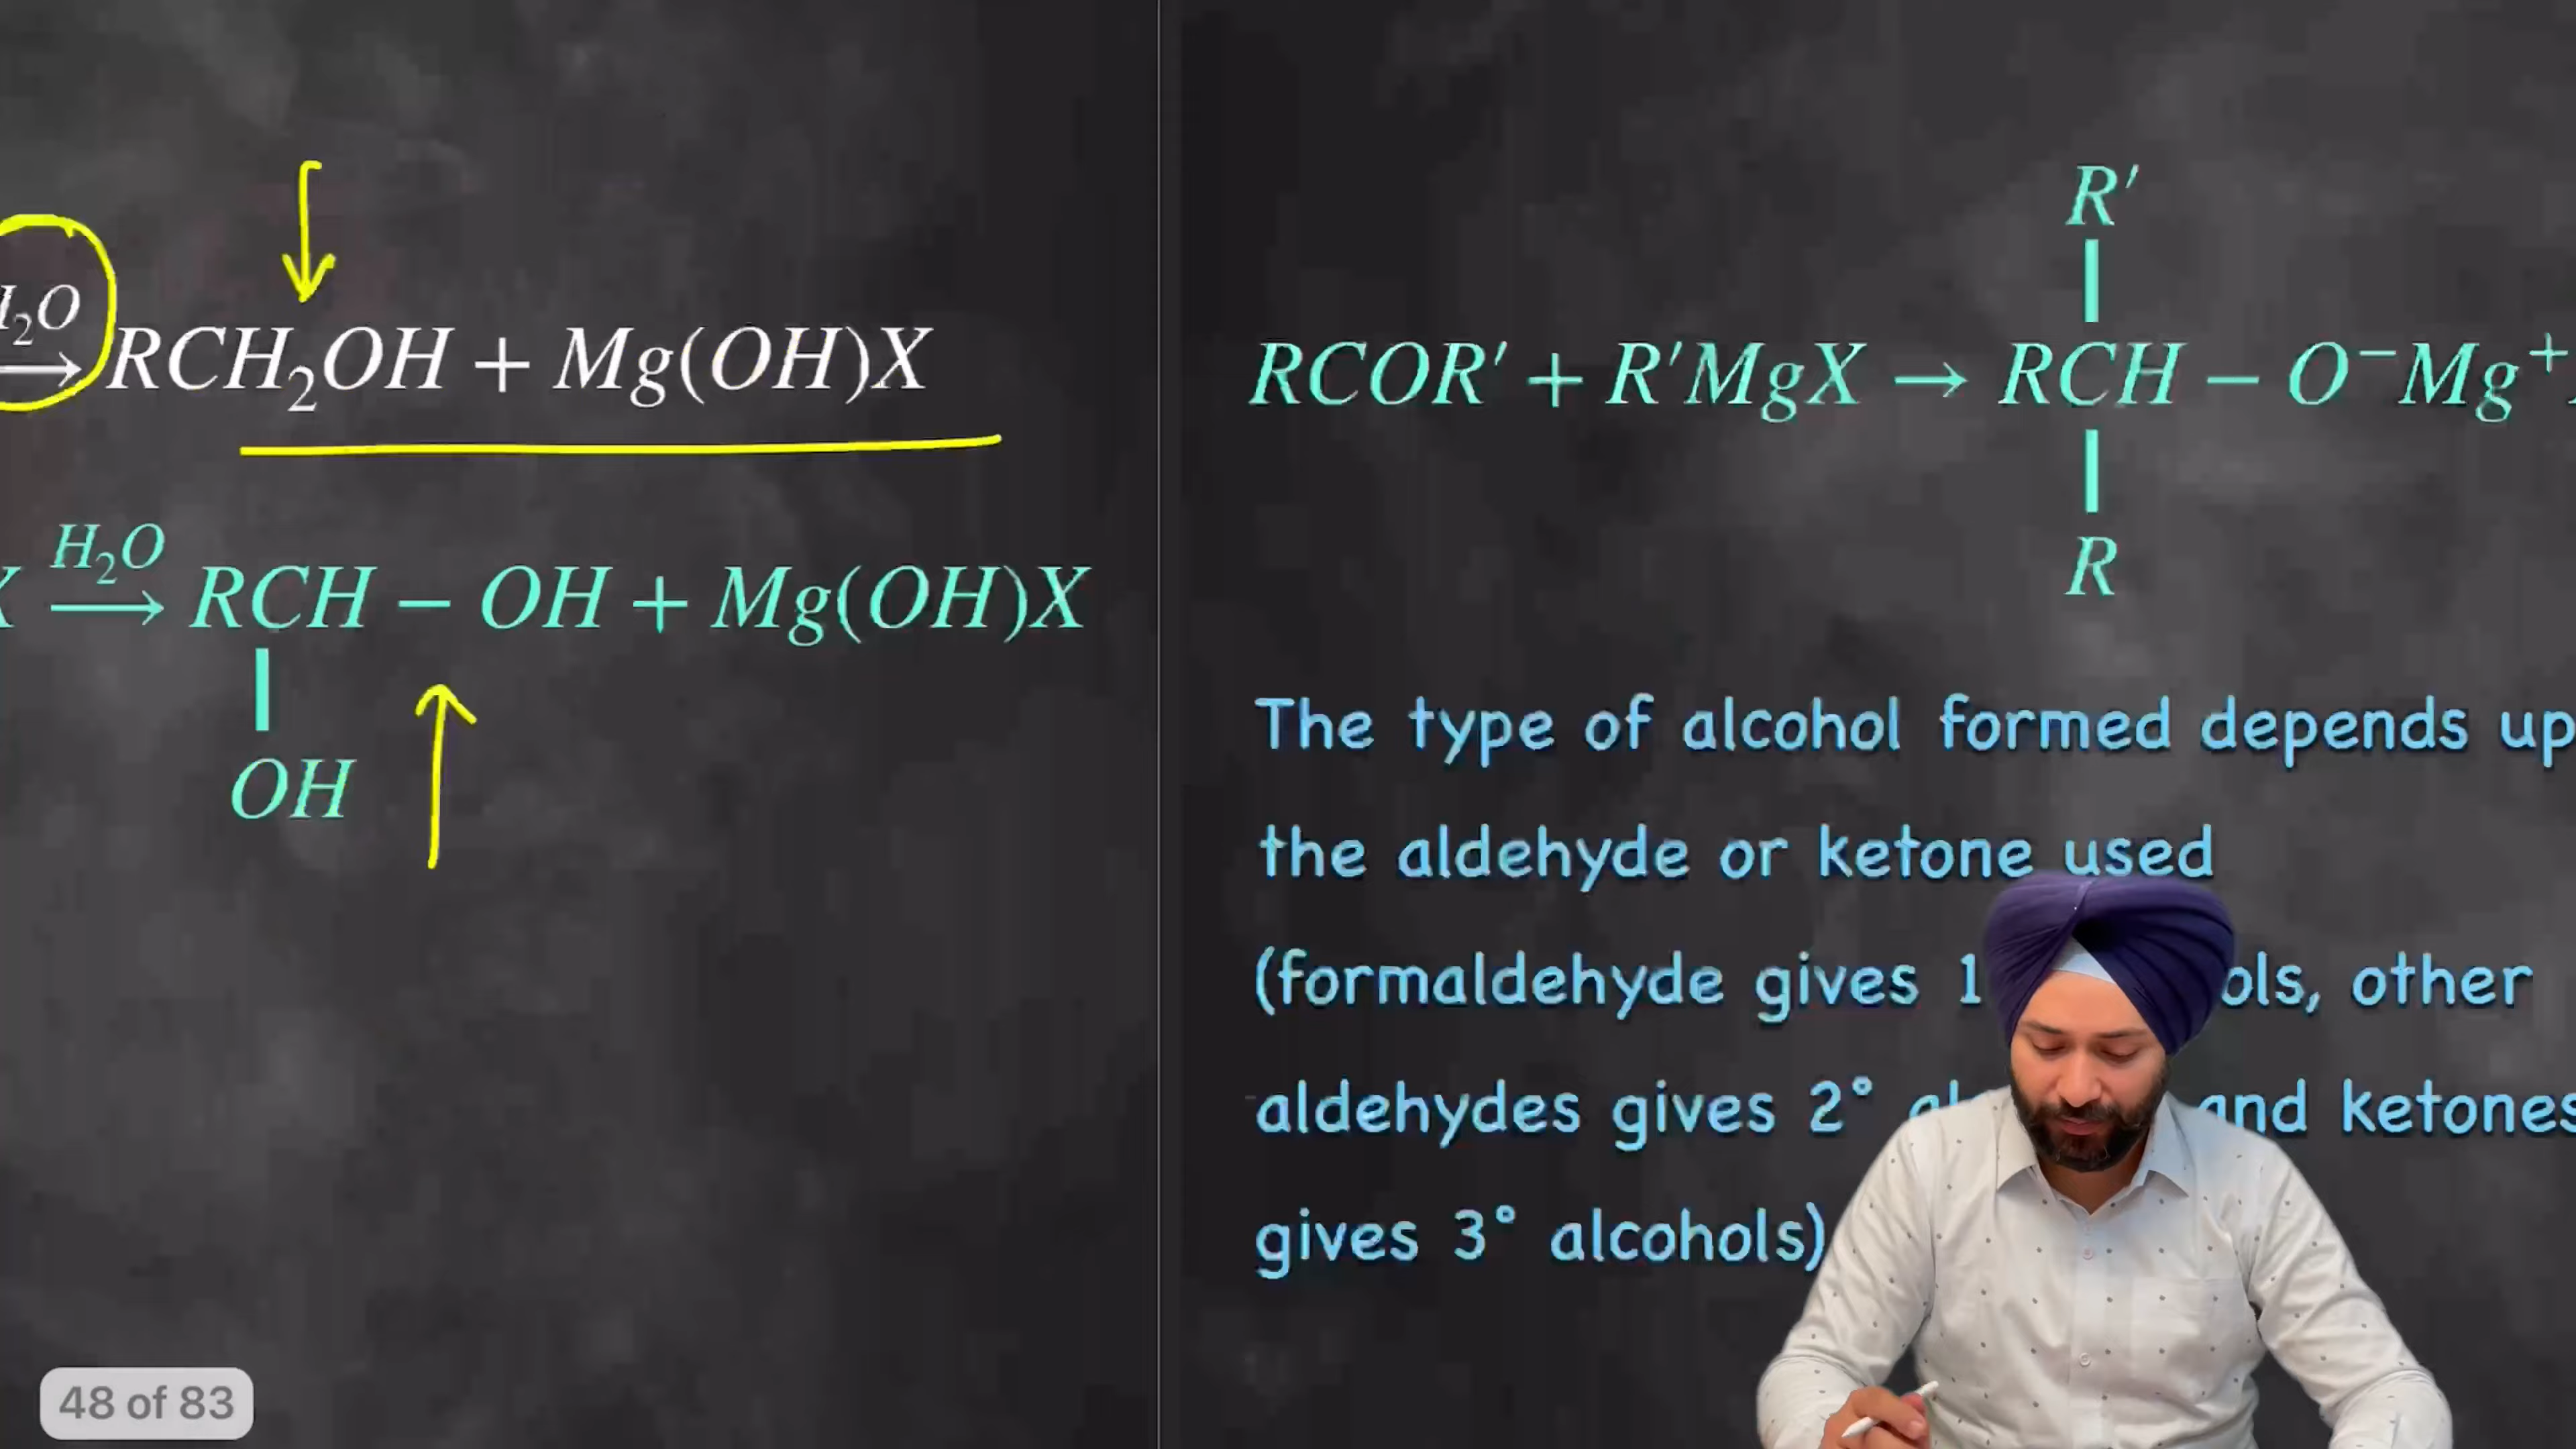 H₂O
RCH₂OH + Mg(OH)X
H₂O
X → RCH − OH + Mg(OH)X
OH
R′
RCOR′ + R′MgX → RCH − O⁻Mg⁺
R
The type of alcohol formed depends
the aldehyde or ketone used
(formaldehyde gives 1 other
aldehydes gives 2° and ketones
gives 3° alcohols)
48 of 83